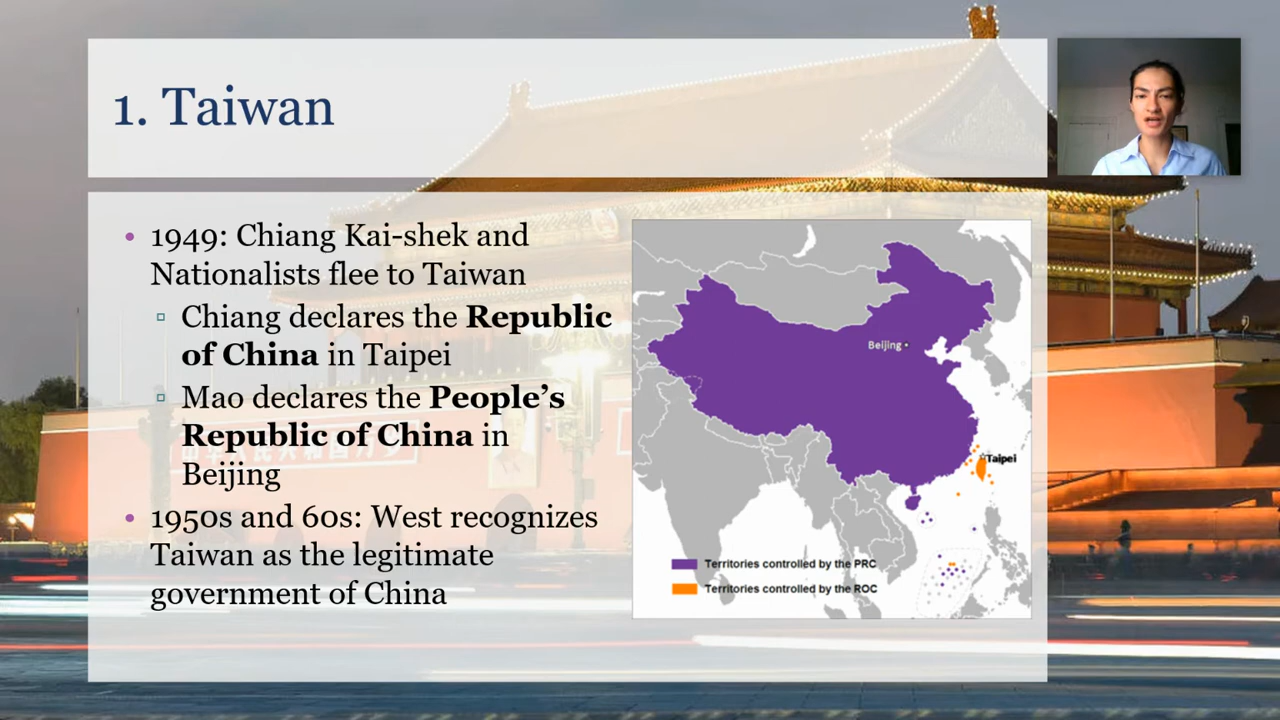 1. Taiwan
• 1949: Chiang Kai-shek and
Nationalists flee to Taiwan
▫ Chiang declares the Republic
of China in Taipei
▫ Mao declares the People’s
Republic of China in
Beijing
• 1950s and 60s: West recognizes
Taiwan as the legitimate
government of China
Beijing
Taipei
Territories controlled by the PRC
Territories controlled by the ROC